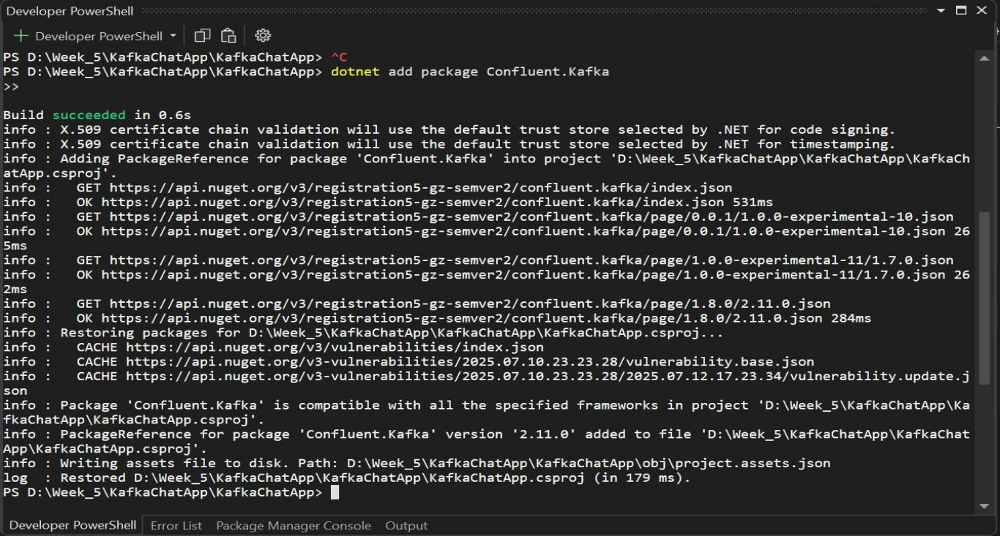 Developer PowerShell
Developer PowerShell
PS D:\Week_5\KafkaChatApp\KafkaChatApp> ^C
PS D:\Week_5\KafkaChatApp\KafkaChatApp> dotnet add package Confluent.Kafka
>>
Build succeeded in 0.6s
info : X.509 certificate chain validation will use the default trust store selected by .NET for code signing.
info : X.509 certificate chain validation will use the default trust store selected by .NET for timestamping.
info : Adding PackageReference for package 'Confluent.Kafka' into project 'D:\Week_5\KafkaChatApp\KafkaChatApp\KafkaCh
atApp.csproj'.
info :   GET https://api.nuget.org/v3/registration5-gz-semver2/confluent.kafka/index.json
info :   OK https://api.nuget.org/v3/registration5-gz-semver2/confluent.kafka/index.json 531ms
info :   GET https://api.nuget.org/v3/registration5-gz-semver2/confluent.kafka/page/0.0.1/1.0.0-experimental-10.json
info :   OK https://api.nuget.org/v3/registration5-gz-semver2/confluent.kafka/page/0.0.1/1.0.0-experimental-10.json 26
5ms
info :   GET https://api.nuget.org/v3/registration5-gz-semver2/confluent.kafka/page/1.0.0-experimental-11/1.7.0.json
info :   OK https://api.nuget.org/v3/registration5-gz-semver2/confluent.kafka/page/1.0.0-experimental-11/1.7.0.json 26
2ms
info :   GET https://api.nuget.org/v3/registration5-gz-semver2/confluent.kafka/page/1.8.0/2.11.0.json
info :   OK https://api.nuget.org/v3/registration5-gz-semver2/confluent.kafka/page/1.8.0/2.11.0.json 284ms
info : Restoring packages for D:\Week_5\KafkaChatApp\KafkaChatApp\KafkaChatApp.csproj...
info :   CACHE https://api.nuget.org/v3/vulnerabilities/index.json
info :   CACHE https://api.nuget.org/v3-vulnerabilities/2025.07.10.23.23.28/vulnerability.base.json
info :   CACHE https://api.nuget.org/v3-vulnerabilities/2025.07.10.23.23.28/2025.07.12.17.23.34/vulnerability.update.j
son
info : Package 'Confluent.Kafka' is compatible with all the specified frameworks in project 'D:\Week_5\KafkaChatApp\Ka
fkaChatApp\KafkaChatApp.csproj'.
info : PackageReference for package 'Confluent.Kafka' version '2.11.0' added to file 'D:\Week_5\KafkaChatApp\KafkaChat
App\KafkaChatApp.csproj'.
info : Writing assets file to disk. Path: D:\Week_5\KafkaChatApp\KafkaChatApp\obj\project.assets.json
log  : Restored D:\Week_5\KafkaChatApp\KafkaChatApp\KafkaChatApp.csproj (in 179 ms).
PS D:\Week_5\KafkaChatApp\KafkaChatApp>
Developer PowerShell Error List Package Manager Console Output